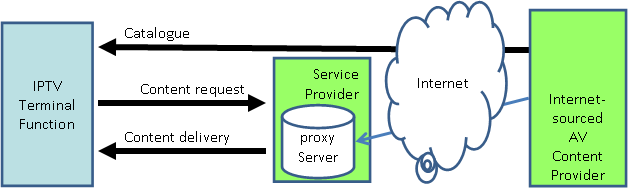 Catalogue
IPTV
Terminal
Function
Content request
Content delivery
Service
Provider
proxy
Server
Internet
Internet-
sourced
AV
Content
Provider